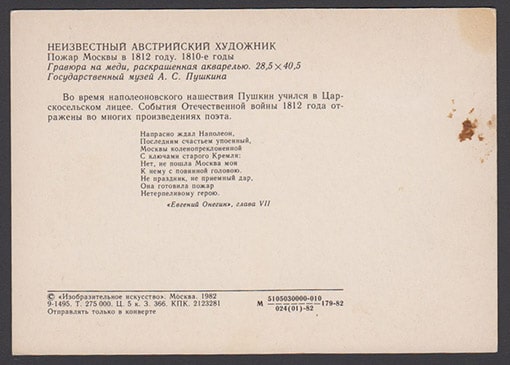 НЕИЗВЕСТНЫЙ АВСТРИЙСКИЙ ХУДОЖНИК
Пожар Москвы в 1812 году. 1810-е годы
Гравюра на меди, раскрашенная акварелью. 28,5×40,5
Государственный музей А. С. Пушкина
Во время наполеоновского нашествия Пушкин учился в Цар-
скосельском лицее. События Отечественной войны 1812 года от-
ражены во многих произведениях поэта.
Напрасно ждал Наполеон,
Последним счастьем упоенный,
Москвы коленопреклоненной
С ключами старого Кремля:
Нет, не пошла Москва моя
К нему с повинной головою.
Не праздник, не приемный дар,
Она готовила пожар
Нетерпеливому герою.
«Евгений Онегин», глава VII
© «Изобразительное искусство». Москва. 1982
9-1495. Т. 275 000. Ц. 5 к. З. 366. КПК. 2123281
Отправлять только в конверте
М 5105030000-010
024(01)-82 -179-82